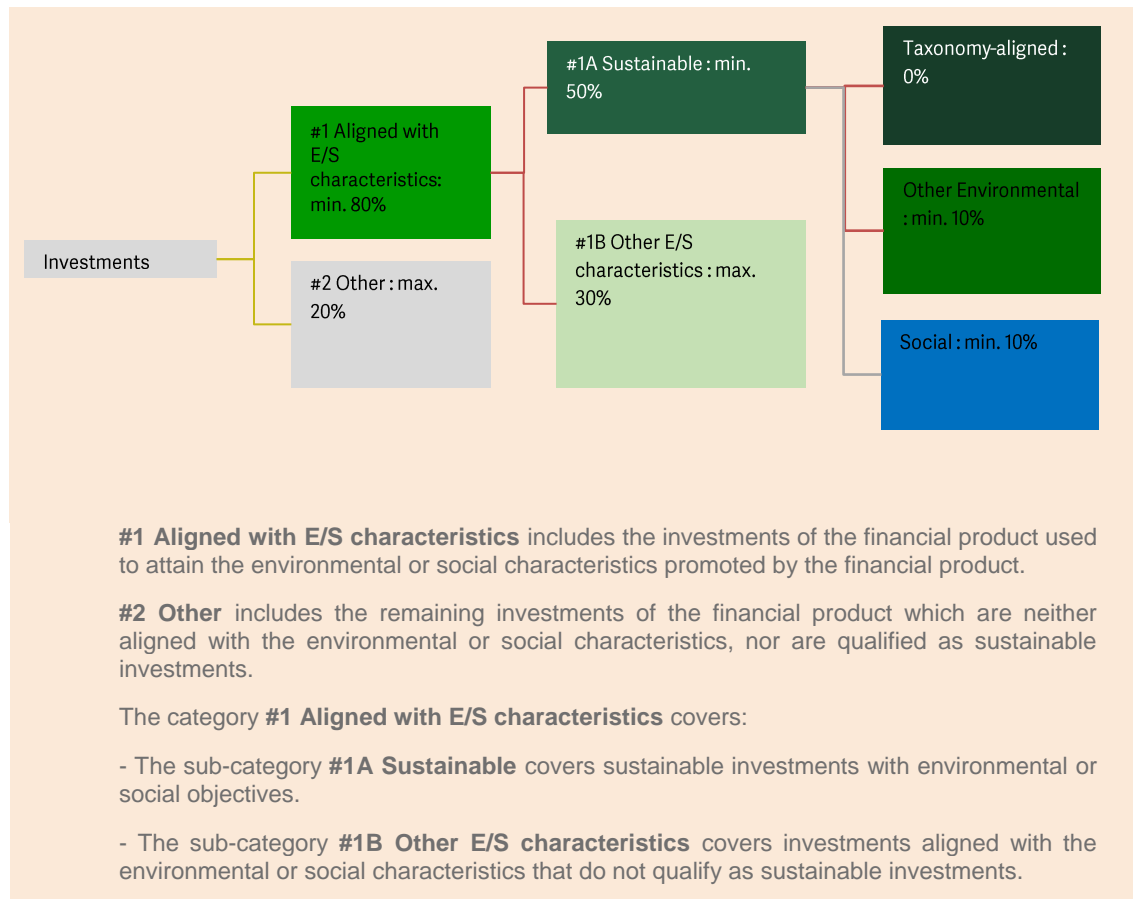 Investments
#1 Aligned with
E/S
characteristics:
min. 80%
#2 Other : max.
20%
#1A Sustainable : min.
50%
#1B Other E/S
characteristics : max.
30%
Taxonomy-aligned :
0%
Other Environmental
: min. 10%
Social : min. 10%
#1 Aligned with E/S characteristics includes the investments of the financial product used
to attain the environmental or social characteristics promoted by the financial product.
#2 Other includes the remaining investments of the financial product which are neither
aligned with the environmental or social characteristics, nor are qualified as sustainable
investments.
The category #1 Aligned with E/S characteristics covers:
- The sub-category #1A Sustainable covers sustainable investments with environmental or
social objectives.
- The sub-category #1B Other E/S characteristics covers investments aligned with the
environmental or social characteristics that do not qualify as sustainable investments.